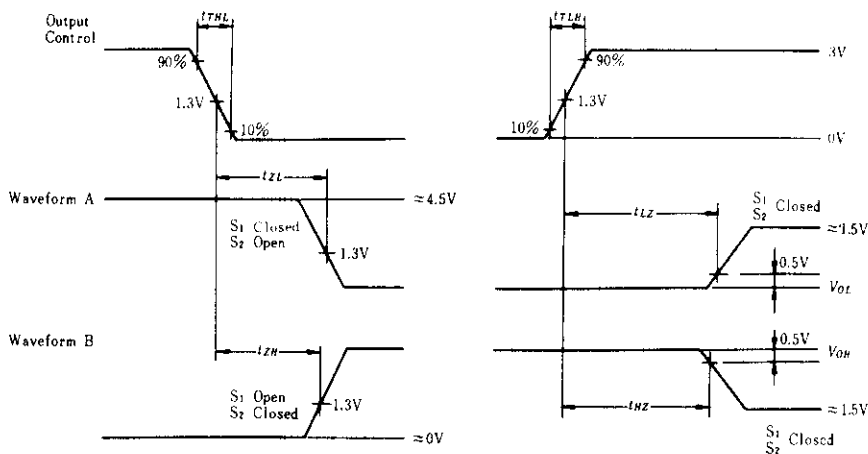 Output
Control
tTHL
90%
1.3V
10%
tTLH
3V
90%
1.3V
10%
0V
Waveform A
tZL
≈4.5V
S1 Closed
S2 Open
1.3V
tLZ
S1
S2 Closed
≈1.5V
0.5V
VOL
Waveform B
tZH
S1 Open
S2 Closed
1.3V
≈0V
0.5V
VOH
tHZ
≈1.5V
S1
S2 Closed